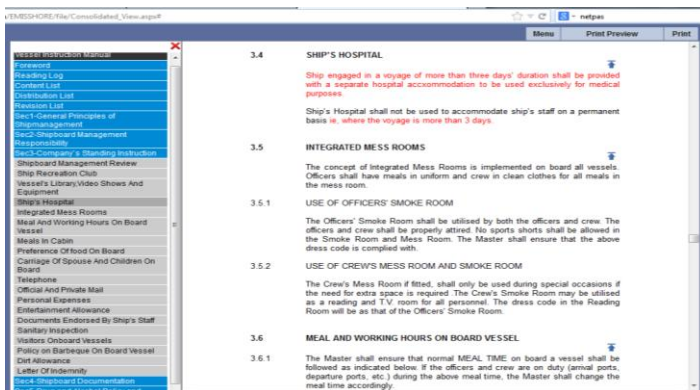 a/EMISSHORE/file/Consolidated_View.aspx#
netpas
Menu Print Preview Print
Vessel Instruction Manual
Foreword
Reading Log
Content List
Distribution List
Revision List
Sec1-General Principles of
Shipmanagement
Sec2-Shipboard Management
Responsibility
Sec3-Company's Standing Instruction
Shipboard Management Review
Ship Recreation Club
Vessel's Library,Video Shows And
Equipment
Ship's Hospital
Integrated Mess Rooms
Meal And Working Hours On Board
Vessel
Meals In Cabin
Preference Of food On Board
Carriage Of Spouse And Children On
Board
Telephone
Official And Private Mail
Personal Expenses
Entertainment Allowance
Documents Endorsed By Ship's Staff
Sanitary Inspection
Visitors Onboard Vessels
Policy on Barbeque On Board Vessel
Dirt Allowance
Letter Of Indemnity
Sec4-Shipboard Documentation
3.4 SHIP'S HOSPITAL
Ship engaged in a voyage of more than three days' duration shall be provided
with a separate hospital accxommodation to be used exclusively for medical
purposes.
Ship's Hospital shall not be used to accommodate ship's staff on a permanent
basis ie, where the voyage is more than 3 days.
3.5 INTEGRATED MESS ROOMS
The concept of Integrated Mess Rooms is implemented on board all vessels.
Officers shall have meals in uniform and crew in clean clothes for all meals in
the mess room.
3.5.1 USE OF OFFICERS' SMOKE ROOM
The Officers' Smoke Room shall be utilised by both the officers and crew. The
officers and crew shall be properly attired. No sports shorts shall be allowed in
the Smoke Room and Mess Room. The Master shall ensure that the above
dress code is complied with.
3.5.2 USE OF CREW'S MESS ROOM AND SMOKE ROOM
The Crew's Mess Room if fitted, shall only be used during special occasions if
the need for extra space is required. The Crew's Smoke Room may be utilised
as a reading and T.V. room for all personnel. The dress code in the Reading
Room will be as that of the Officers' Smoke Room.
3.6 MEAL AND WORKING HOURS ON BOARD VESSEL
3.6.1 The Master shall ensure that normal MEAL TIME on board a vessel shall be
followed as indicated below. If the officers and crew are on duty (arrival ports,
departure ports, etc.) during the above meal time, the Master shall change the
meal time accordingly.